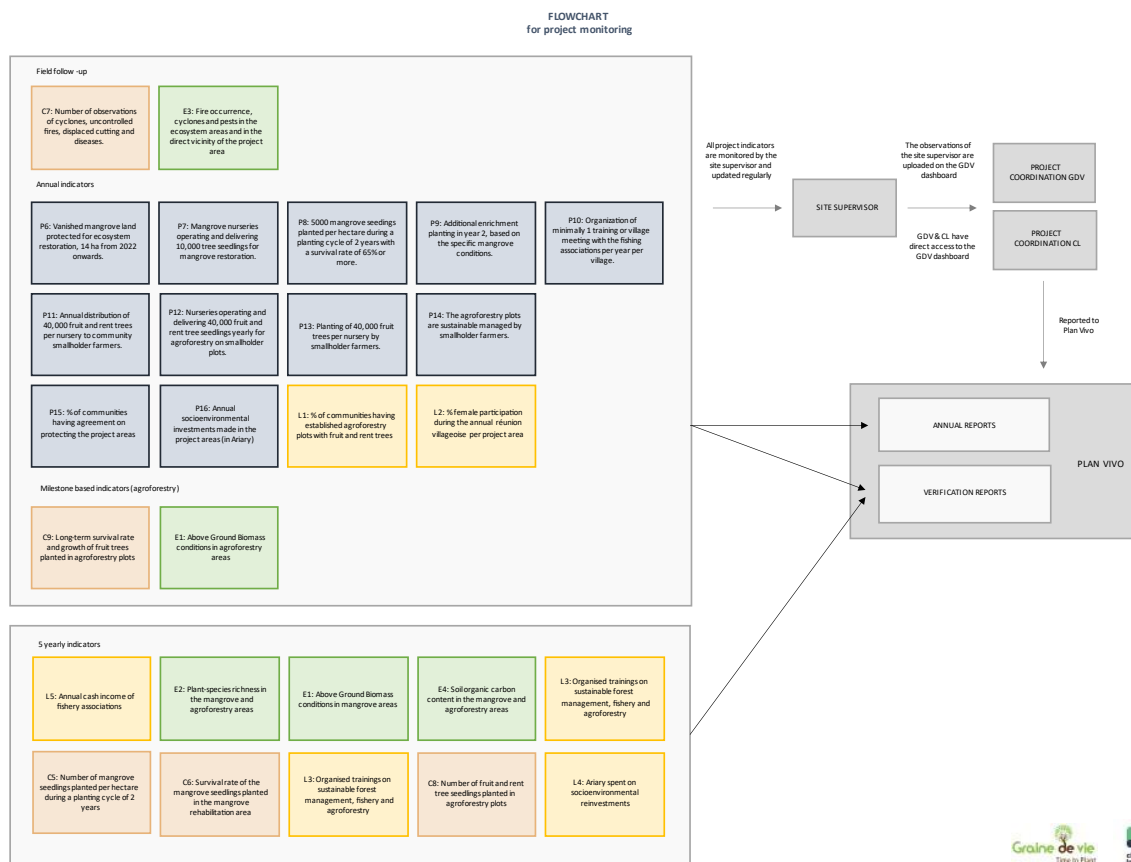 FLOWCHART
for project monitoring
Field follow -up
C7: Number of observations
of cyclones, uncontrolled
fires, displaced cutting and
diseases.
E3: Fire occurrence,
cyclones and pests in the
ecosystem areas and in the
direct vicinity of the project
area
Annual indicators
P6: Vanished mangrove land
protected for ecosystem
restoration, 14 ha from 2022
onwards.
P7: Mangrove nurseries
operating and delivering
10,000 tree seedlings for
mangrove restoration.
P8: 5000 mangrove seedlings
planted per hectare during a
planting cycle of 2 years with
a survival rate of 65% or
more.
P9: Additional enrichment
planting in year 2, based on
the specific mangrove
conditions.
P10: Organization of
minimally 1 training or village
meeting with the fishing
associations per year per
village.
P11: Annual distribution of
40,000 fruit and rent trees
per nursery to community
smallholder farmers.
P12: Nurseries operating and
delivering 40,000 fruit and
rent tree seedlings yearly for
agroforestry on smallholder
plots.
P13: Planting of 40,000 fruit
trees per nursery by
smallholder farmers.
P14: The agroforestry plots
are sustainable managed by
smallholder farmers.
P15: % of communities
having agreement on
protecting the project areas
P16: Annual
socioenvironmental
investments made in the
project areas (in Ariary)
L1: % of communities having
established agroforestry
plots with fruit and rent trees
L2: % female participation
during the annual réunion
villageoise per project area
Milestone based indicators (agroforestry)
C9: Long-term survival rate
and growth of fruit trees
planted in agroforestry plots
E1: Above Ground Biomass
conditions in agroforestry
areas
All project indicators
are monitored by the
site supervisor and
updated regularly
SITE SUPERVISOR
The observations of
the site supervisor are
uploaded on the GDV
dashboard
GDV & CL have
direct access to the
GDV dashboard
PROJECT
COORDINATION GDV
PROJECT
COORDINATION CL
Reported to
Plan Vivo
ANNUAL REPORTS
VERIFICATION REPORTS
PLAN VIVO
5 yearly indicators
L5: Annual cash income of
fishery associations
E2: Plant-species richness in
the mangrove and
agroforestry areas
E1: Above Ground Biomass
conditions in mangrove areas
E4: Soil organic carbon
content in the mangrove and
agroforestry areas
L3: Organised trainings on
sustainable forest
management, fishery and
agroforestry
C5: Number of mangrove
seedlings planted per hectare
during a planting cycle of 2
years
C6: Survival rate of the
mangrove seedlings planted
in the mangrove
rehabilitation area
L3: Organised trainings on
sustainable forest
management, fishery and
agroforestry
C8: Number of fruit and rent
tree seedlings planted in
agroforestry plots
L4: Ariary spent on
socioenvironmental
reinvestments
Graine de vie
Time to Plant